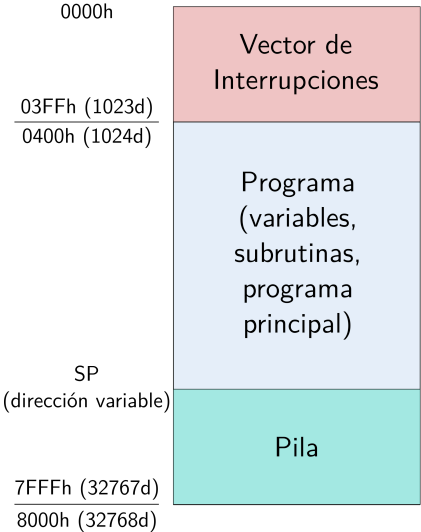 0000h
Vector de
Interrupciones
03FFh (1023d)
0400h (1024d)
Programa
(variables,
subrutinas,
programa
principal)
SP
(dirección variable)
Pila
7FFFh (32767d)
8000h (32768d)